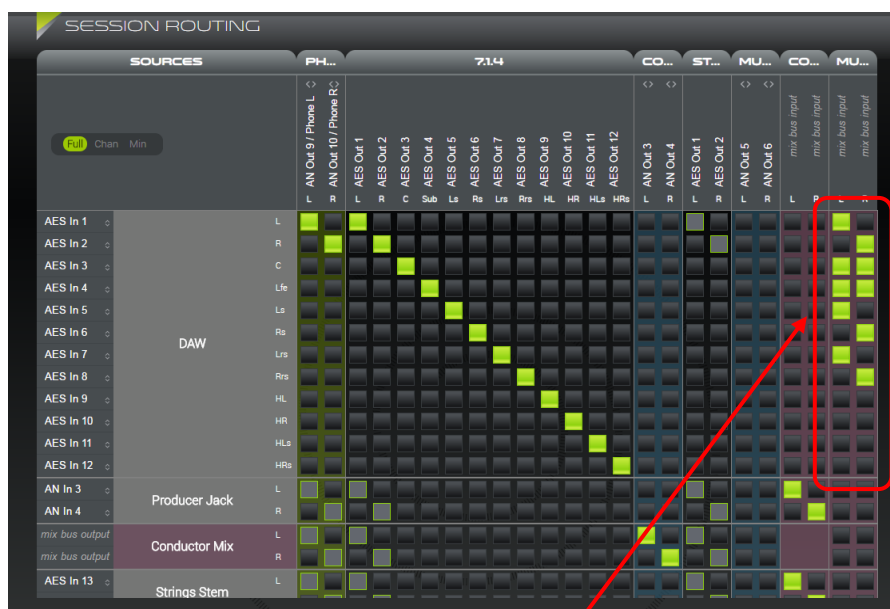 SESSION ROUTING
SOURCES PH... 7.1.4 CO... ST... MU... CO... MU...
Full Chan Min
AN Out 9 / Phone L
AN Out 10 / Phone R
AES Out 1
AES Out 2
AES Out 3
AES Out 4
AES Out 5
AES Out 6
AES Out 7
AES Out 8
AES Out 9
AES Out 10
AES Out 11
AES Out 12
AN Out 3
AN Out 4
AES Out 1
AES Out 2
AN Out 5
AN Out 6
mix bus input
mix bus input
mix bus input
mix bus input
L R L R C Sub Ls Rs Lrs Rrs HL HR HLs HRs L R L R L R L R L R
AES In 1 L
AES In 2 R
AES In 3 C
AES In 4 Lfe
AES In 5 Ls
AES In 6 Rs
DAW
AES In 7 Lrs
AES In 8 Rrs
AES In 9 HL
AES In 10 HR
AES In 11 HLs
AES In 12 HRs
AN In 3 L
Producer Jack
AN In 4 R
mix bus output L
Conductor Mix
mix bus output R
AES In 13 L
Strings Stem